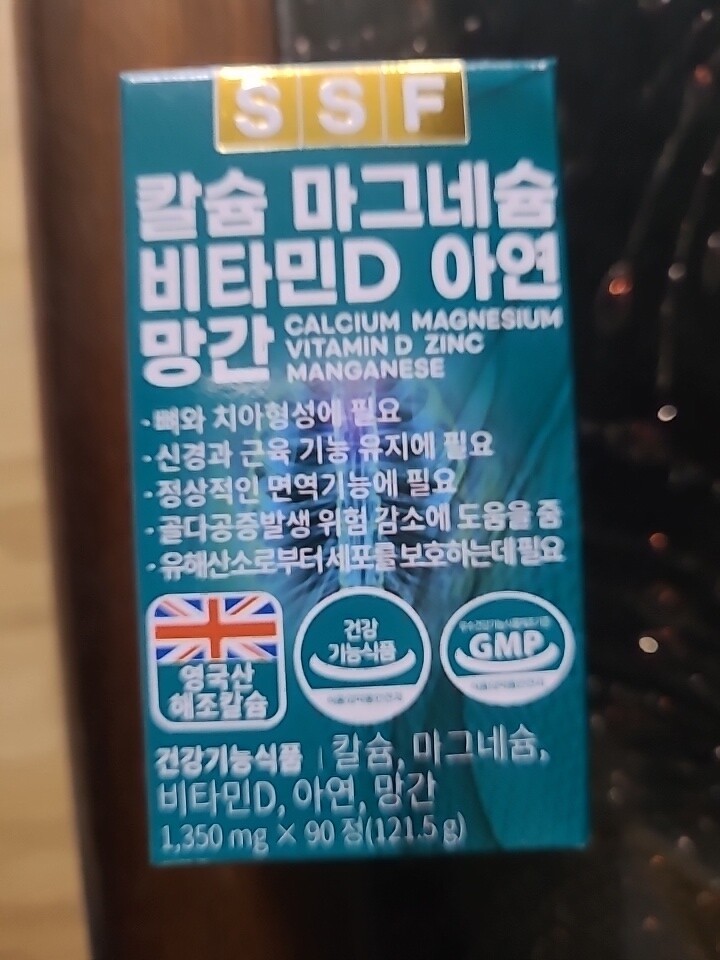 SSF
칼슘 마그네슘
비타민D 아연
망간
CALCIUM MAGNESIUM
VITAMIN D ZINC
MANGANESE
·뼈와 치아형성에 필요
·신경과 근육 기능 유지에 필요
·정상적인 면역기능에 필요
·골다공증발생 위험 감소에 도움을 줌
·유해산소로부터세포를보호하는데필요
영국산
해조칼슘
건강
기능식품
GMP
건강기능식품 | 칼슘, 마그네슘,
비타민D, 아연, 망간
1,350 mg × 90 정(121.5 g)